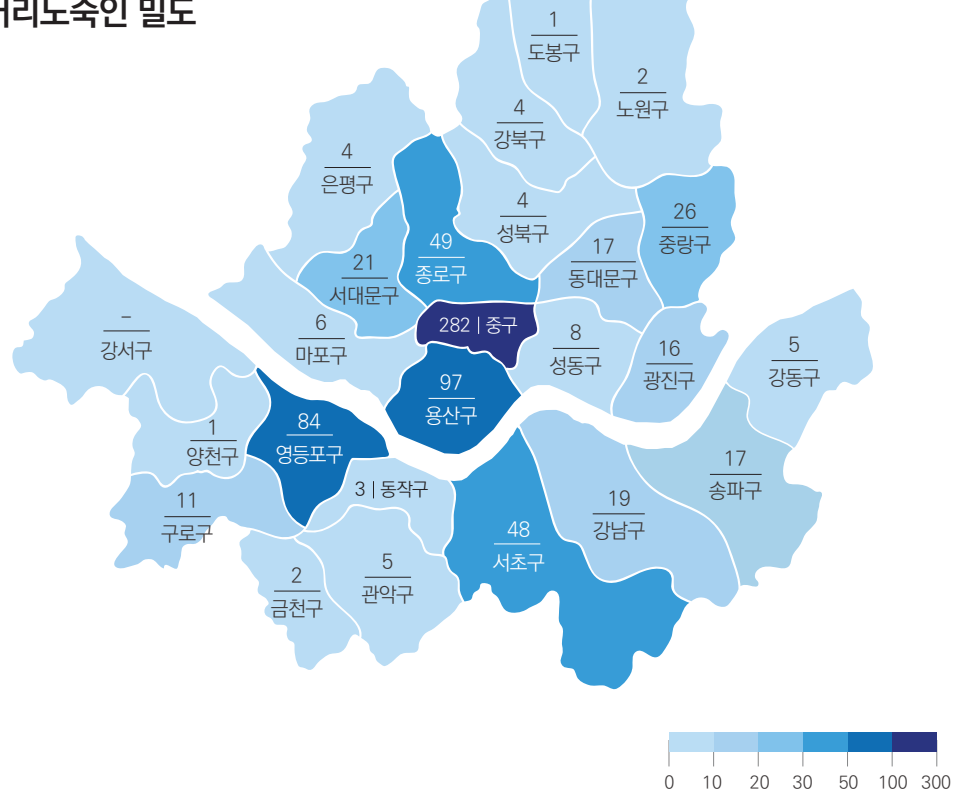 거리노숙인 밀도
1
도봉구
2
노원구
4
강북구
4
은평구
4
성북구
26
중랑구
49
종로구
17
동대문구
21
서대문구
–
강서구
6
마포구
282 | 중구
8
성동구
16
광진구
5
강동구
97
용산구
1
양천구
84
영등포구
3 | 동작구
17
송파구
11
구로구
19
강남구
48
서초구
2
금천구
5
관악구
0 10 20 30 50 100 300